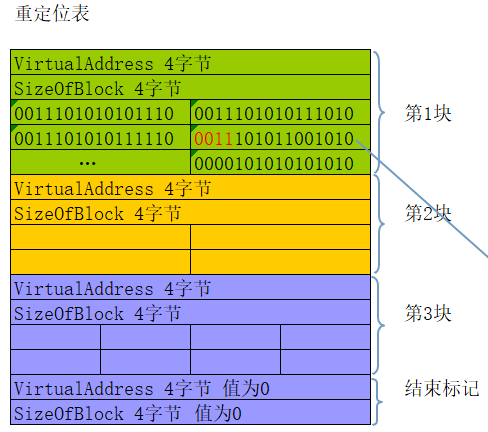 重定位表
VirtualAddress 4字节
SizeOfBlock 4字节
0011101010101110 0011101010111010
第1块
0011101010111110 0011101011001010
… 0000101010101010
VirtualAddress 4字节
SizeOfBlock 4字节
第2块
VirtualAddress 4字节
SizeOfBlock 4字节
第3块
VirtualAddress 4字节 值为0
结束标记
SizeOfBlock 4字节 值为0